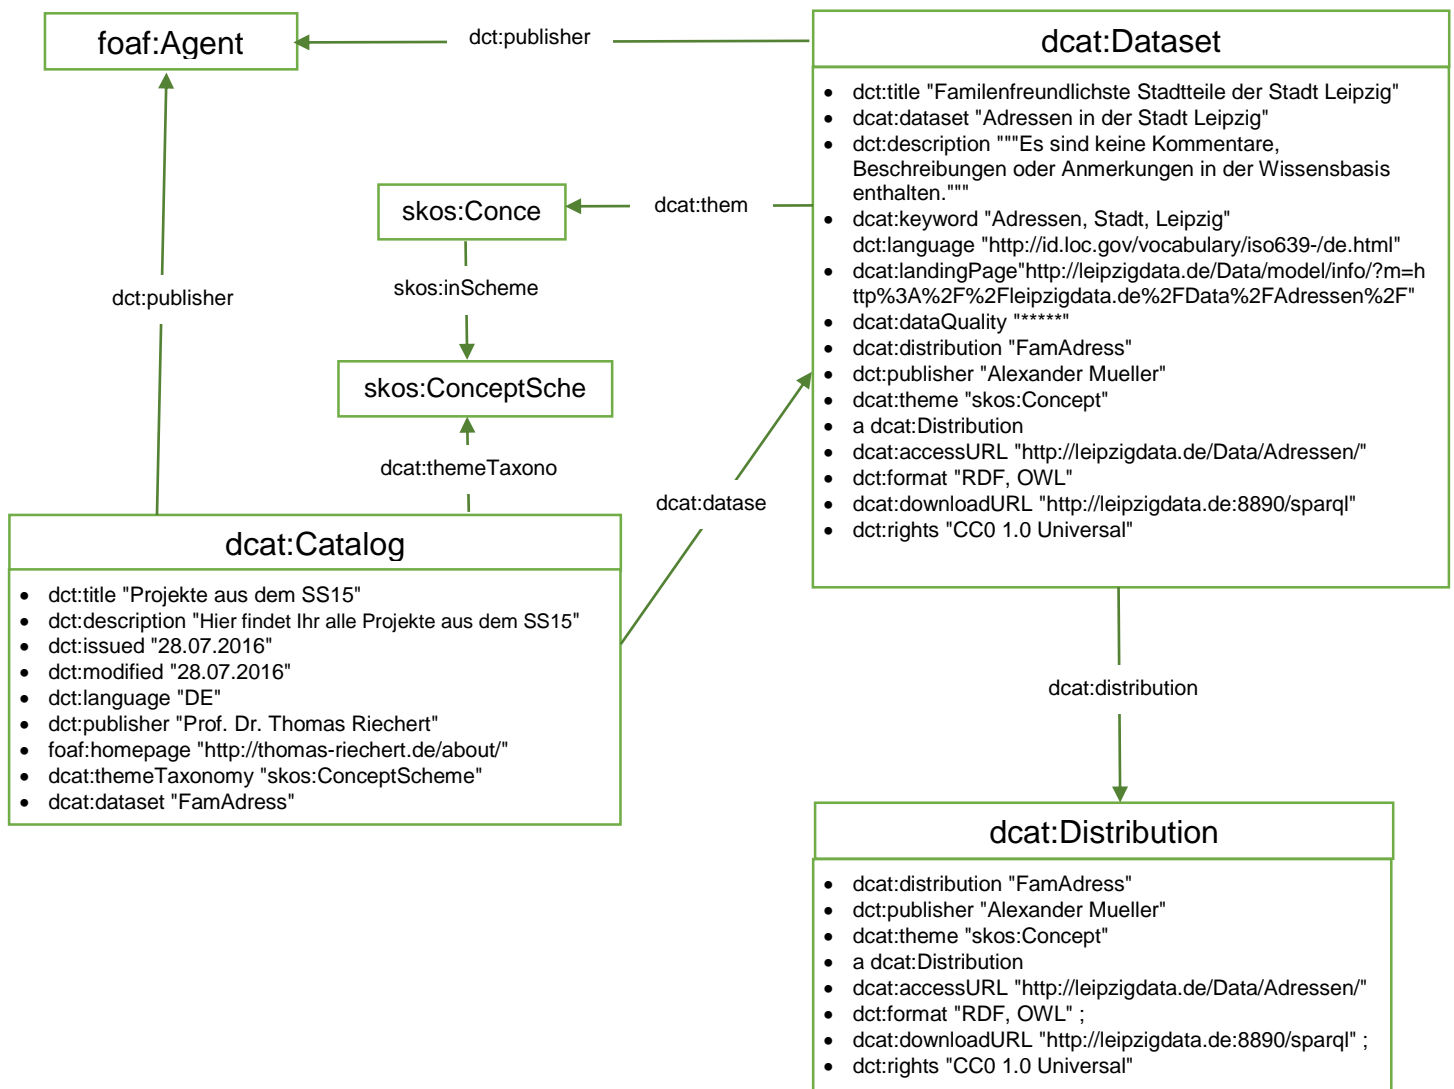 foaf:Agent
dct:publisher
dcat:Dataset
• dct:title "Familenfreundlichste Stadtteile der Stadt Leipzig"
• dcat:dataset "Adressen in der Stadt Leipzig"
• dct:description """Es sind keine Kommentare,
Beschreibungen oder Anmerkungen in der Wissensbasis
enthalten."""
• dcat:keyword "Adressen, Stadt, Leipzig"
dct:language "http://id.loc.gov/vocabulary/iso639-/de.html"
• dcat:landingPage"http://leipzigdata.de/Data/model/info/?m=h
ttp%3A%2F%2Fleipzigdata.de%2FData%2FAdressen%2F"
• dcat:dataQuality "*****"
• dcat:distribution "FamAdress"
• dct:publisher "Alexander Mueller"
• dcat:theme "skos:Concept"
• a dcat:Distribution
• dcat:accessURL "http://leipzigdata.de/Data/Adressen/"
• dct:format "RDF, OWL"
• dcat:downloadURL "http://leipzigdata.de:8890/sparql"
• dct:rights "CC0 1.0 Universal"
skos:Conce
dcat:them
skos:inScheme
dct:publisher
skos:ConceptSche
dcat:themeTaxono
dcat:datase
dcat:Catalog
• dct:title "Projekte aus dem SS15"
• dct:description "Hier findet Ihr alle Projekte aus dem SS15"
• dct:issued "28.07.2016"
• dct:modified "28.07.2016"
• dct:language "DE"
• dct:publisher "Prof. Dr. Thomas Riechert"
• foaf:homepage "http://thomas-riechert.de/about/"
• dcat:themeTaxonomy "skos:ConceptScheme"
• dcat:dataset "FamAdress"
dcat:distribution
dcat:Distribution
• dcat:distribution "FamAdress"
• dct:publisher "Alexander Mueller"
• dcat:theme "skos:Concept"
• a dcat:Distribution
• dcat:accessURL "http://leipzigdata.de/Data/Adressen/"
• dct:format "RDF, OWL" ;
• dcat:downloadURL "http://leipzigdata.de:8890/sparql" ;
• dct:rights "CC0 1.0 Universal"